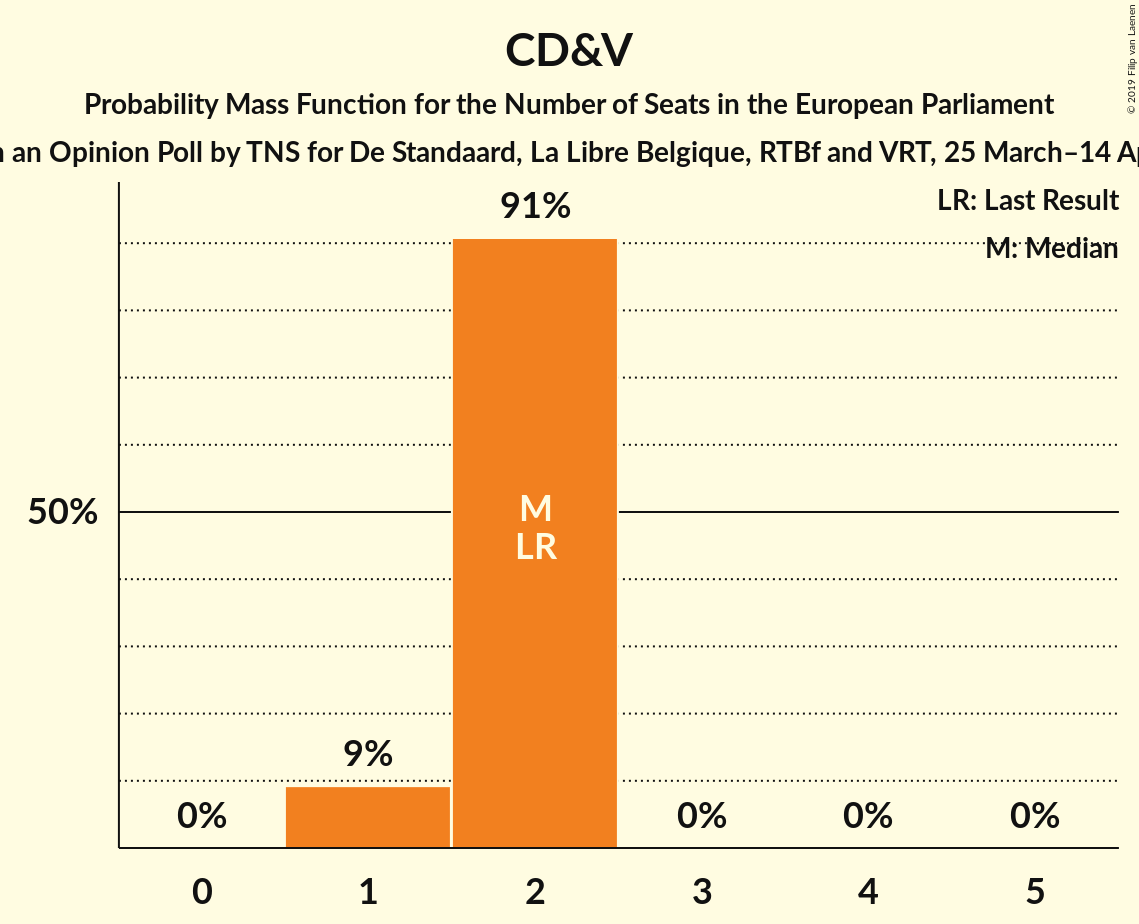 CD&V
Probability Mass Function for the Number of Seats in the European Parliament
an Opinion Poll by TNS for De Standaard, La Libre Belgique, RTBf and VRT, 25 March–14
© 2019 Filip van Laenen
LR: Last Result
M: Median
91%
50%
M
LR
9%
0%
0%
0%
0%
0 1 2 3 4 5